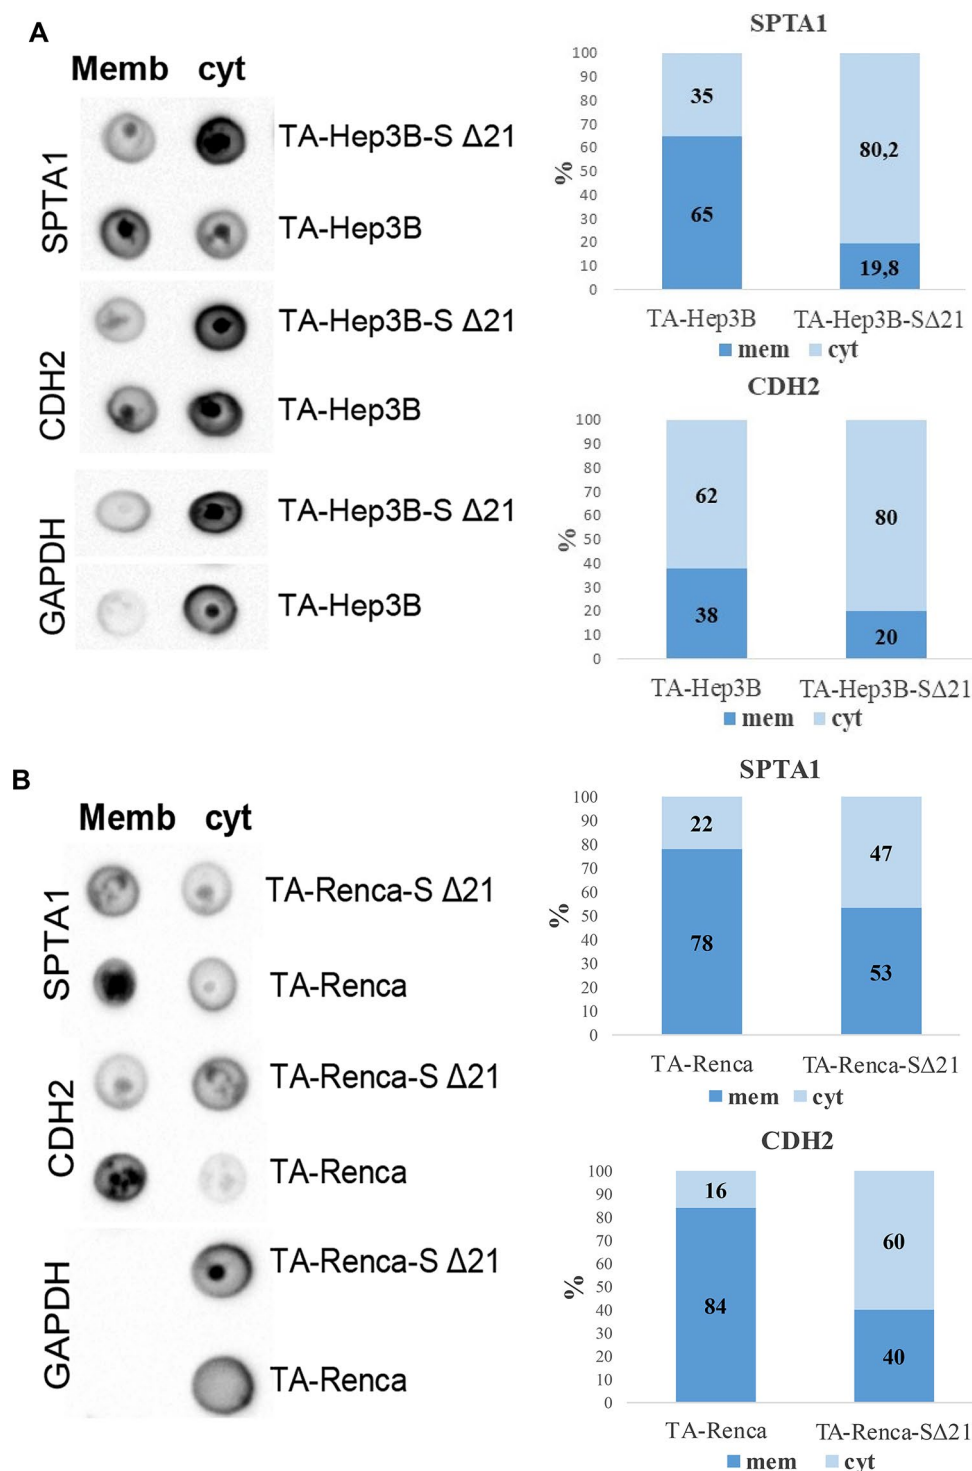 A
Memb cyt
SPTA1
TA-Hep3B-S Δ21
TA-Hep3B
CDH2
TA-Hep3B-S Δ21
TA-Hep3B
GAPDH
TA-Hep3B-S Δ21
TA-Hep3B
SPTA1
%
100
90
80
70
60
50
40
30
20
10
0
35
65
80,2
19,8
TA-Hep3B TA-Hep3B-SΔ21
mem cyt
CDH2
%
100
90
80
70
60
50
40
30
20
10
0
62
38
80
20
TA-Hep3B TA-Hep3B-SΔ21
mem cyt
B
Memb cyt
SPTA1
TA-Renca-S Δ21
TA-Renca
CDH2
TA-Renca-S Δ21
TA-Renca
GAPDH
TA-Renca-S Δ21
TA-Renca
SPTA1
%
100
90
80
70
60
50
40
30
20
10
0
22
78
47
53
TA-Renca TA-Renca-SΔ21
mem cyt
CDH2
%
100
90
80
70
60
50
40
30
20
10
0
16
84
60
40
TA-Renca TA-Renca-SΔ21
mem cyt